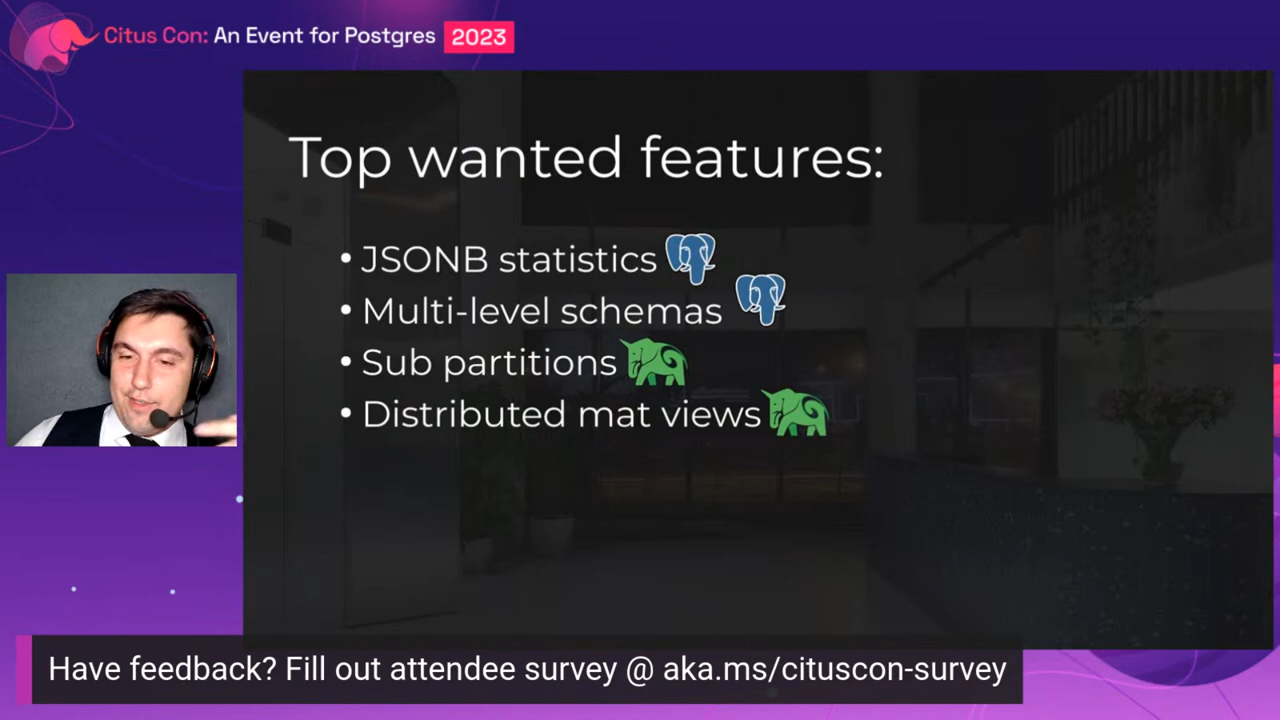 Citus Con: An Event for Postgres 2023
Top wanted features:
• JSONB statistics
• Multi-level schemas
• Sub partitions
• Distributed mat views
Have feedback? Fill out attendee survey @ aka.ms/cituscon-survey